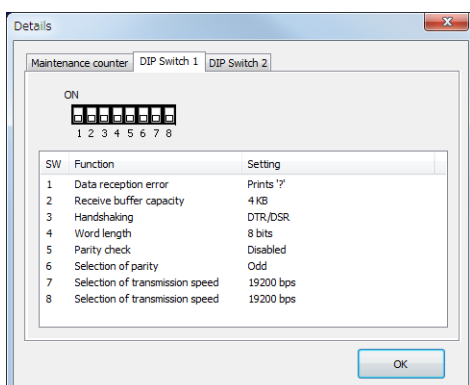 Details
Maintenance counter DIP Switch 1 DIP Switch 2
ON
1 2 3 4 5 6 7 8
SW Function Setting
1 Data reception error Prints '?'
2 Receive buffer capacity 4 KB
3 Handshaking DTR/DSR
4 Word length 8 bits
5 Parity check Disabled
6 Selection of parity Odd
7 Selection of transmission speed 19200 bps
8 Selection of transmission speed 19200 bps
OK